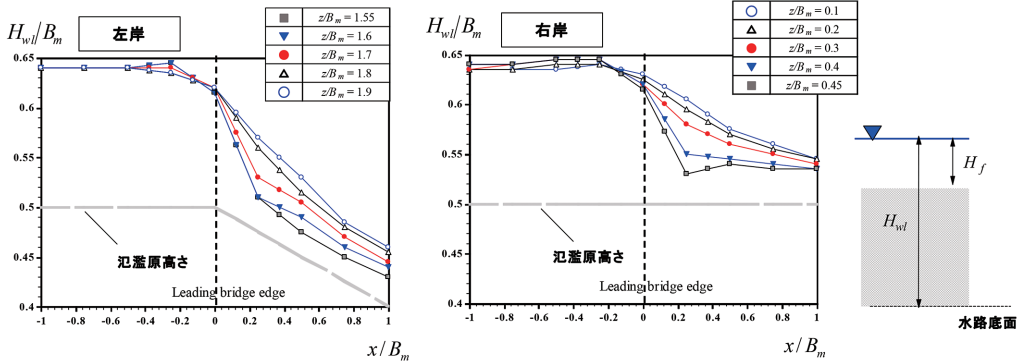 H_wl/B_m
左岸
z/B_m = 1.55
z/B_m = 1.6
z/B_m = 1.7
z/B_m = 1.8
z/B_m = 1.9
0.65
0.6
0.55
0.5
0.45
0.4
氾濫原高さ
Leading bridge edge
-1 -0.8 -0.6 -0.4 -0.2 0 0.2 0.4 0.6 0.8 1
x/B_m
H_wl/B_m
右岸
z/B_m = 0.1
z/B_m = 0.2
z/B_m = 0.3
z/B_m = 0.4
z/B_m = 0.45
0.65
0.6
0.55
0.5
0.45
0.4
氾濫原高さ
Leading bridge edge
-1 -0.8 -0.6 -0.4 -0.2 0 0.2 0.4 0.6 0.8 1
x/B_m
H_f
H_wl
水路底面